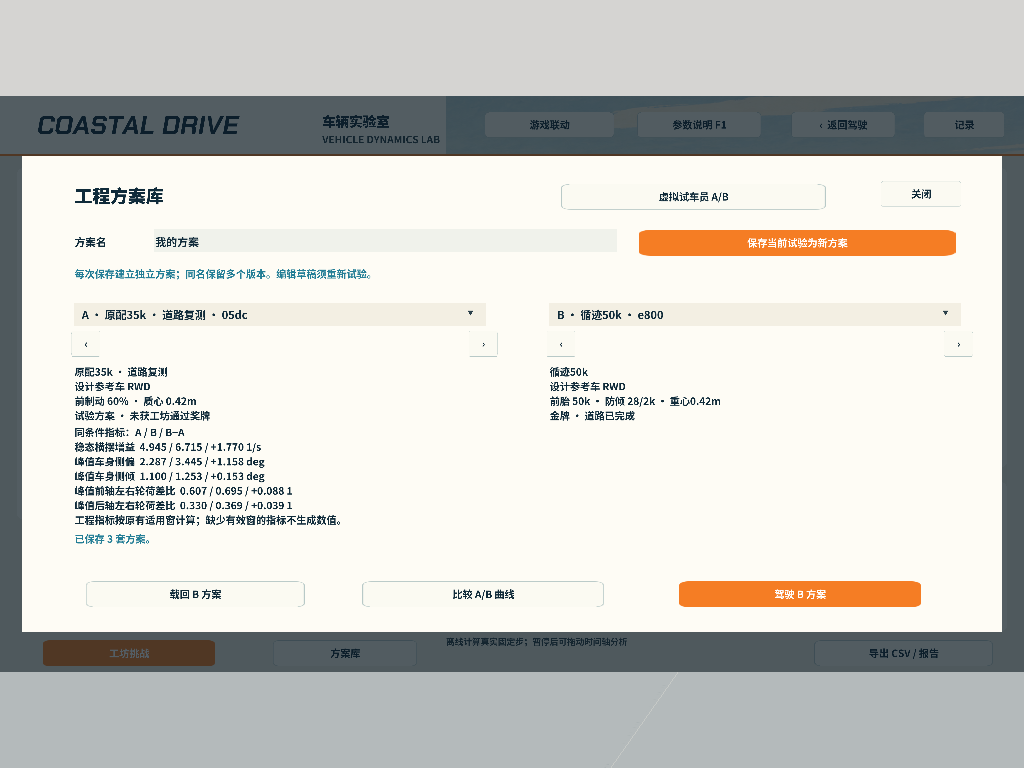 COASTAL DRIVE
车辆实验室
VEHICLE DYNAMICS LAB
游戏联动
参数说明 F1
‹ 返回驾驶
记录
工程方案库
虚拟试车员 A/B
关闭
方案名
我的方案
保存当前试验为新方案
每次保存建立独立方案；同名保留多个版本。编辑草稿须重新试验。
A · 原配35k · 道路复测 · 05dc
▼
B · 循迹50k · e800
▼
‹
›
‹
›
原配35k · 道路复测
设计参考车 RWD
前制动 60% · 质心 0.42m
试验方案 · 未获工坊通过奖牌
循迹50k
设计参考车 RWD
前胎 50k · 防倾 28/2k · 重心0.42m
金牌 · 道路已完成
同条件指标：A / B / B−A
稳态横摆增益 4.945 / 6.715 / +1.770 1/s
峰值车身侧偏 2.287 / 3.445 / +1.158 deg
峰值车身侧倾 1.100 / 1.253 / +0.153 deg
峰值前轴左右轮荷差比 0.607 / 0.695 / +0.088 1
峰值后轴左右轮荷差比 0.330 / 0.369 / +0.039 1
工程指标按原有适用窗计算；缺少有效窗的指标不生成数值。
已保存 3 套方案。
载回 B 方案
比较 A/B 曲线
驾驶 B 方案
工坊挑战
方案库
离线计算真实固定步；暂停后可拖动时间轴分析
导出 CSV / 报告